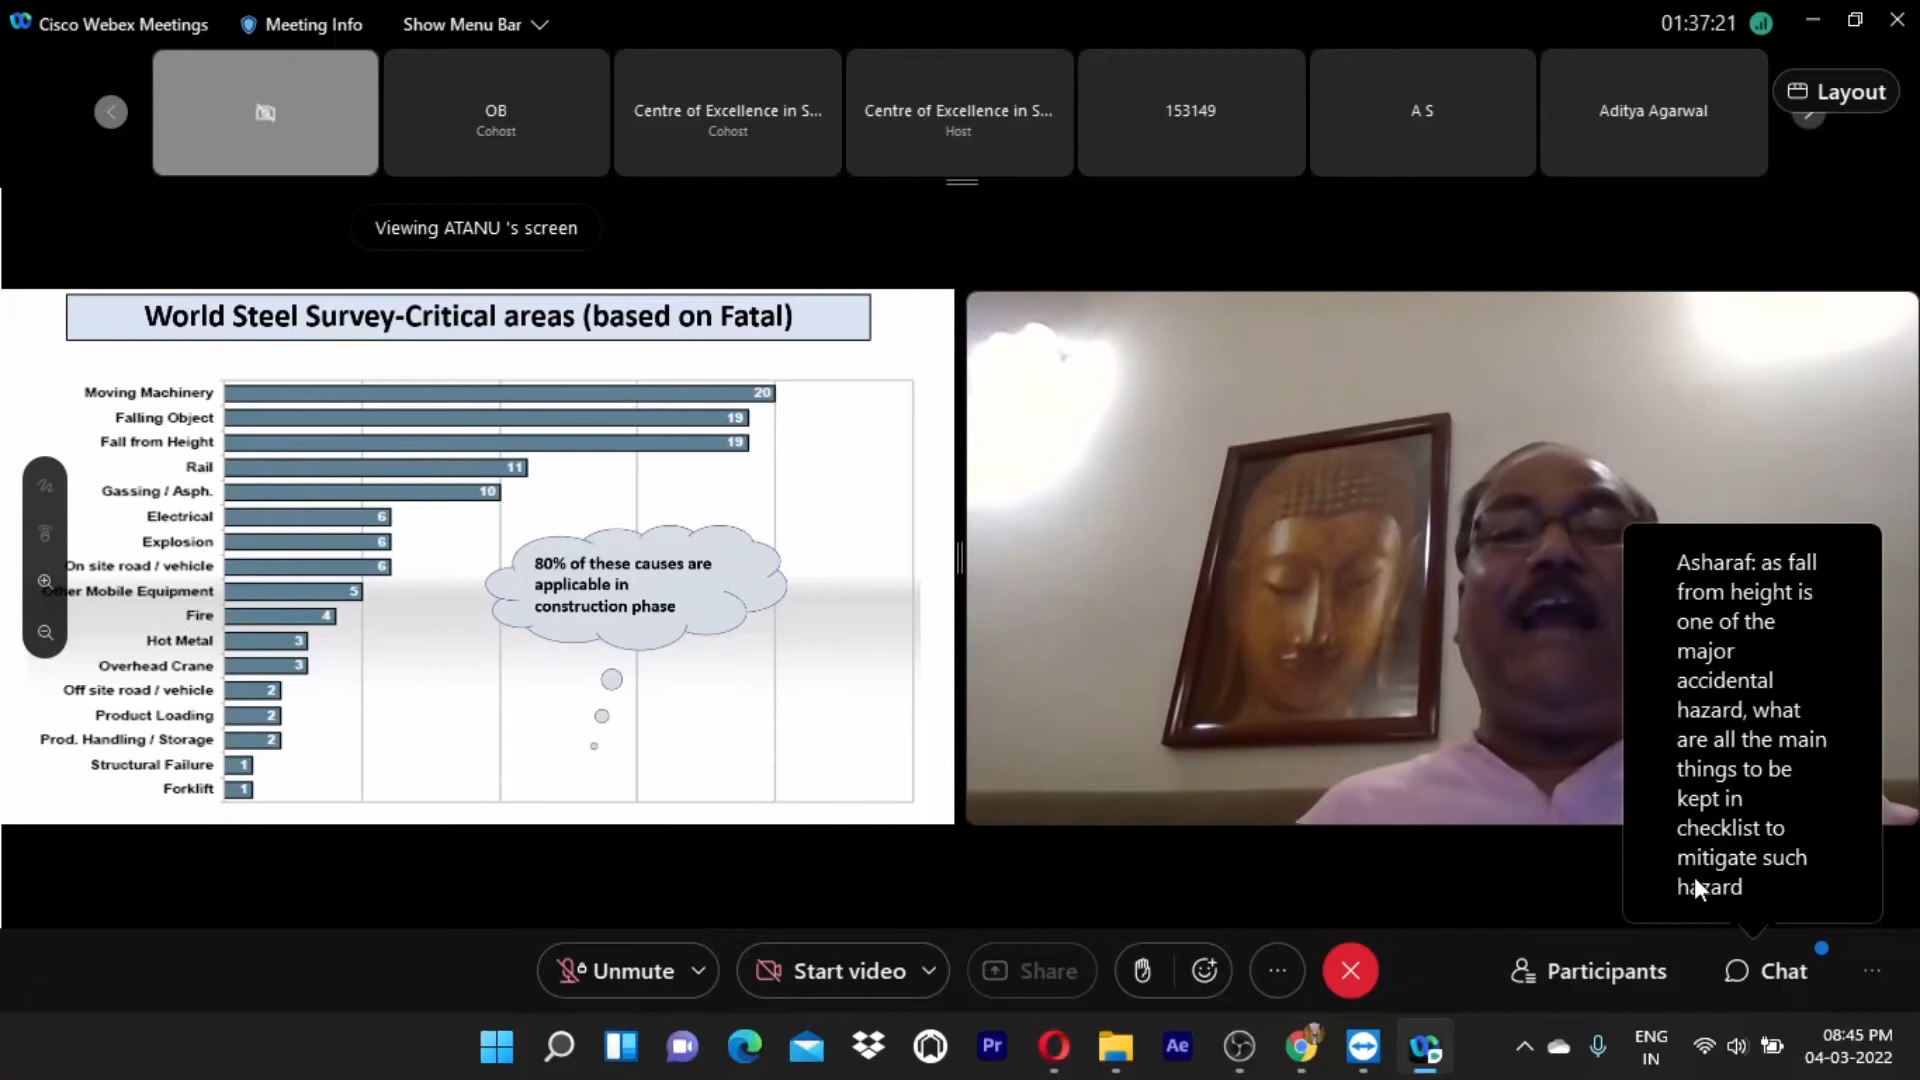 Cisco Webex Meetings
Meeting Info
Show Menu Bar
01:37:21
OB
Cohost
Centre of Excellence in S...
Cohost
Centre of Excellence in S...
Host
153149
A S
Aditya Agarwal
Layout
Viewing ATANU 's screen
World Steel Survey-Critical areas (based on Fatal)
Moving Machinery 20
Falling Object 19
Fall from Height 19
Rail 11
Gassing / Asph. 10
Electrical 6
Explosion 6
On site road / vehicle 6
Other Mobile Equipment 5
Fire 4
Hot Metal 3
Overhead Crane 3
Off site road / vehicle 2
Product Loading 2
Prod. Handling / Storage 2
Structural Failure 1
Forklift 1
80% of these causes are
applicable in
construction phase
Asharaf: as fall
from height is
one of the
major
accidental
hazard, what
are all the main
things to be
kept in
checklist to
mitigate such
hazard
Unmute
Start video
Share
Participants
Chat
Pr
Ae
ENG
IN
08:45 PM
04-03-2022